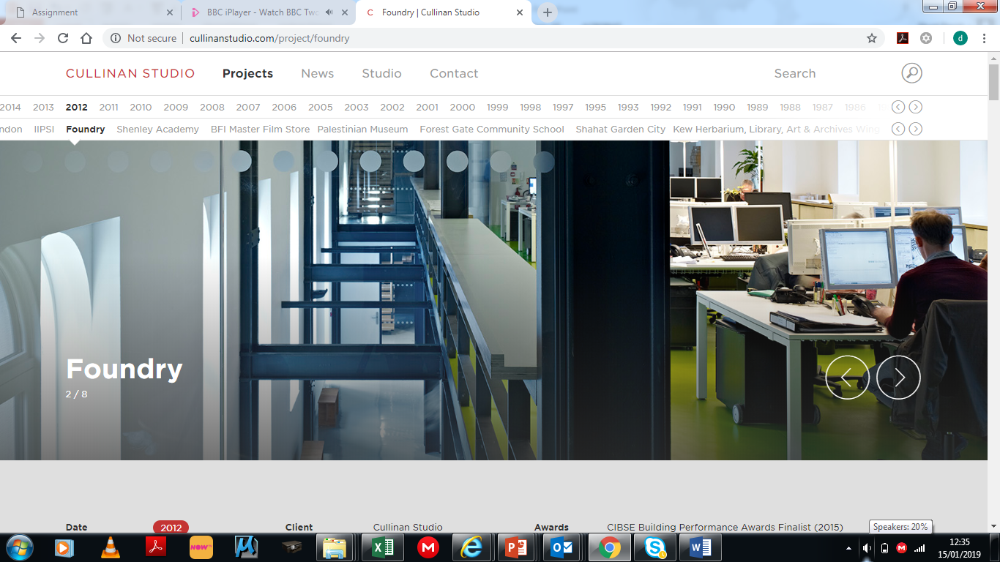 Assignment
BBC iPlayer - Watch BBC Two
Foundry | Cullinan Studio
Not secure
cullinanstudio.com/project/foundry
d
CULLINAN STUDIO
Projects
News
Studio
Contact
Search
2014 2013 2012 2011 2010 2009 2008 2007 2006 2005 2003 2002 2001 2000 1999 1998 1997 1995 1993 1992 1991 1990 1989 1988 1987 1986
ndon IIPSI Foundry Shenley Academy BFI Master Film Store Palestinian Museum Forest Gate Community School Shahat Garden City Kew Herbarium, Library, Art & Archives Wing
Foundry
2 / 8
Date 2012 Client Cullinan Studio Awards CIBSE Building Performance Awards Finalist (2015)
Speakers: 20%
NOW
12:35
15/01/2019